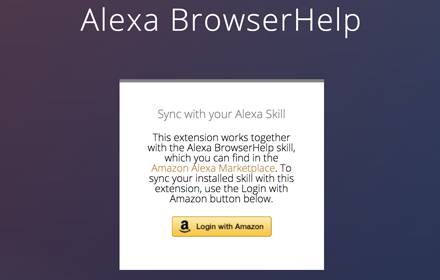 Alexa BrowserHelp
Sync with your Alexa Skill
This extension works together
with the Alexa BrowserHelp skill,
which you can find in the
Amazon Alexa Marketplace. To
sync your installed skill with this
extension, use the Login with
Amazon button below.
a Login with Amazon